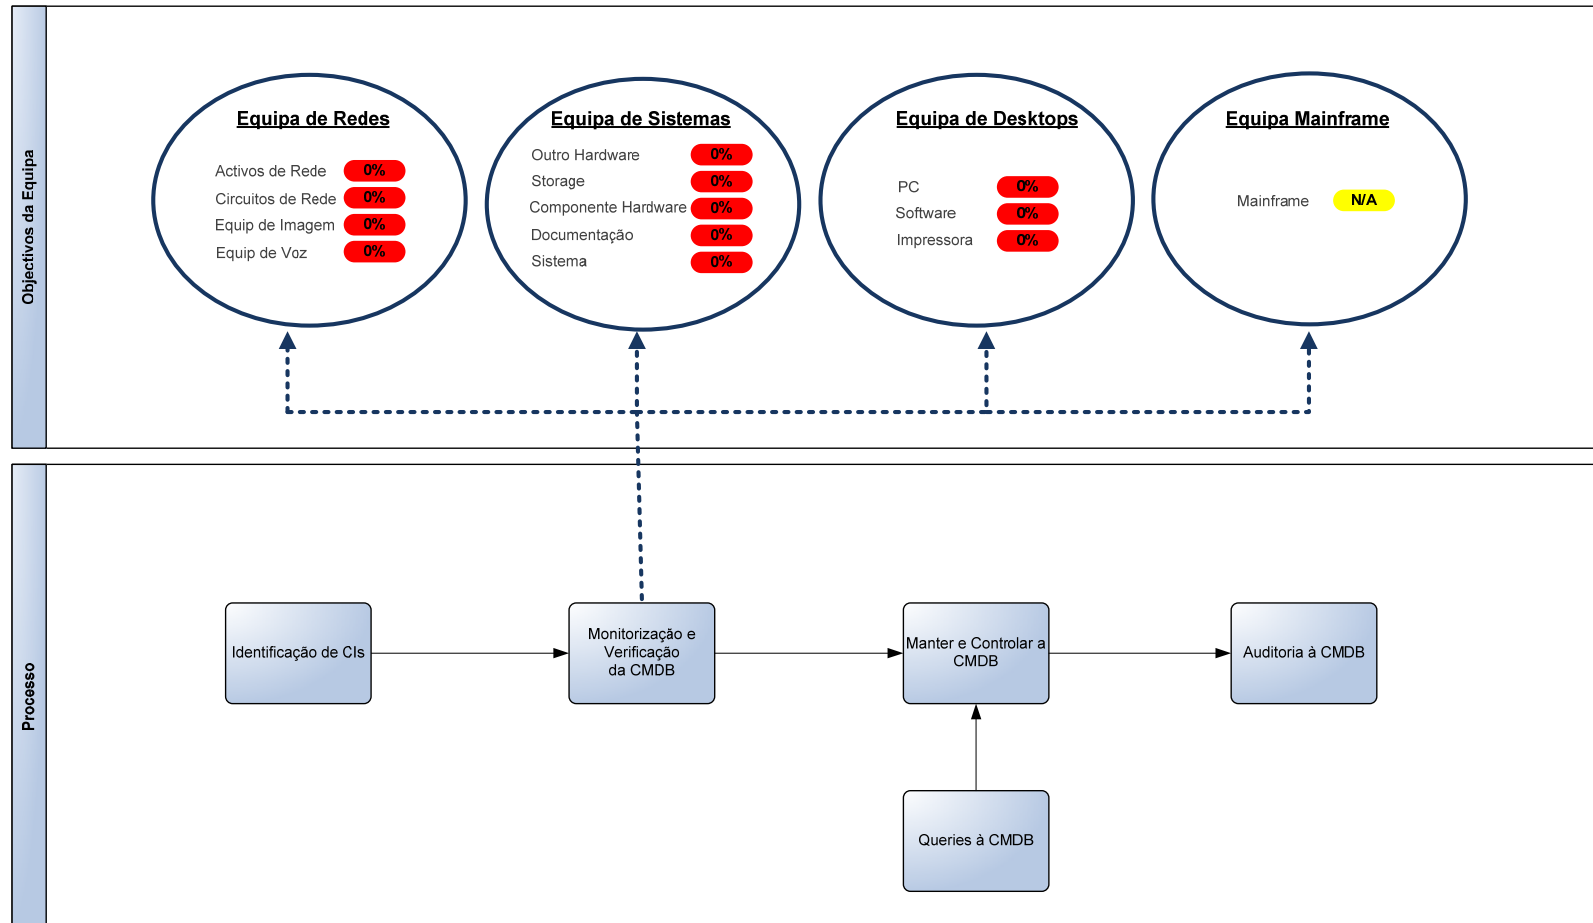 Objectivos da Equipa
Equipa de Redes
Activos de Rede 0%
Circuitos de Rede 0%
Equip de Imagem 0%
Equip de Voz 0%
Equipa de Sistemas
Outro Hardware 0%
Storage 0%
Componente Hardware 0%
Documentação 0%
Sistema 0%
Equipa de Desktops
PC 0%
Software 0%
Impressora 0%
Equipa Mainframe
Mainframe N/A
Processo
Identificação de CIs
Monitorização e
Verificação
da CMDB
Manter e Controlar a
CMDB
Auditoria à CMDB
Queries à CMDB